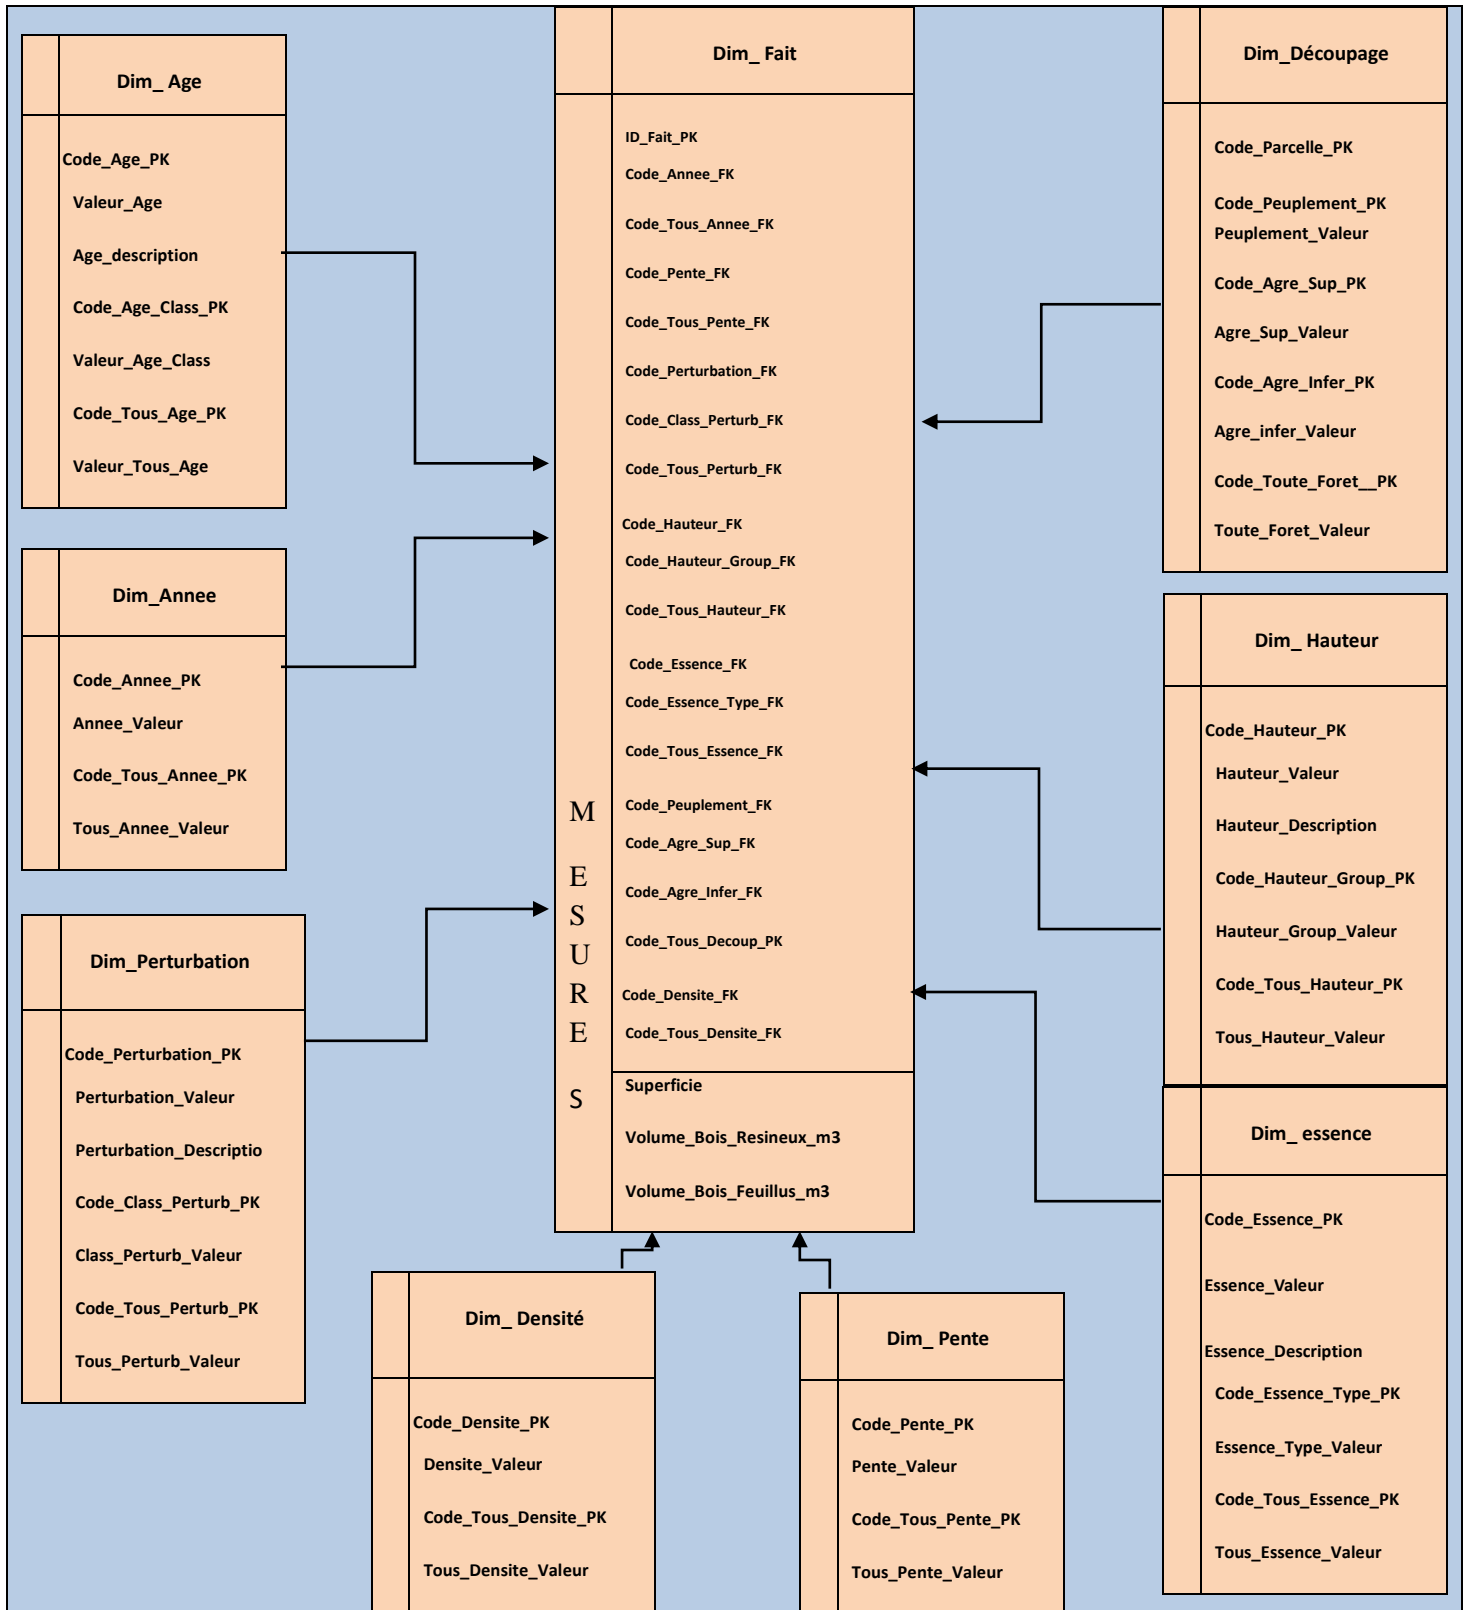 Dim_ Age
Code_Age_PK
Valeur_Age
Age_description
Code_Age_Class_PK
Valeur_Age_Class
Code_Tous_Age_PK
Valeur_Tous_Age
Dim_Annee
Code_Annee_PK
Annee_Valeur
Code_Tous_Annee_PK
Tous_Annee_Valeur
Dim_Perturbation
Code_Perturbation_PK
Perturbation_Valeur
Perturbation_Descriptio
Code_Class_Perturb_PK
Class_Perturb_Valeur
Code_Tous_Perturb_PK
Tous_Perturb_Valeur
Dim_ Fait
ID_Fait_PK
Code_Annee_FK
Code_Tous_Annee_FK
Code_Pente_FK
Code_Tous_Pente_FK
Code_Perturbation_FK
Code_Class_Perturb_FK
Code_Tous_Perturb_FK
Code_Hauteur_FK
Code_Hauteur_Group_FK
Code_Tous_Hauteur_FK
Code_Essence_FK
Code_Essence_Type_FK
Code_Tous_Essence_FK
Code_Peuplement_FK
Code_Agre_Sup_FK
Code_Agre_Infer_FK
Code_Tous_Decoup_PK
Code_Densite_FK
Code_Tous_Densite_FK
M
E
S
U
R
E
S
Superficie
Volume_Bois_Resineux_m3
Volume_Bois_Feuillus_m3
Dim_ Densité
Code_Densite_PK
Densite_Valeur
Code_Tous_Densite_PK
Tous_Densite_Valeur
Dim_ Pente
Code_Pente_PK
Pente_Valeur
Code_Tous_Pente_PK
Tous_Pente_Valeur
Dim_Découpage
Code_Parcelle_PK
Code_Peuplement_PK
Peuplement_Valeur
Code_Agre_Sup_PK
Agre_Sup_Valeur
Code_Agre_Infer_PK
Agre_infer_Valeur
Code_Toute_Foret__PK
Toute_Foret_Valeur
Dim_ Hauteur
Code_Hauteur_PK
Hauteur_Valeur
Hauteur_Description
Code_Hauteur_Group_PK
Hauteur_Group_Valeur
Code_Tous_Hauteur_PK
Tous_Hauteur_Valeur
Dim_ essence
Code_Essence_PK
Essence_Valeur
Essence_Description
Code_Essence_Type_PK
Essence_Type_Valeur
Code_Tous_Essence_PK
Tous_Essence_Valeur